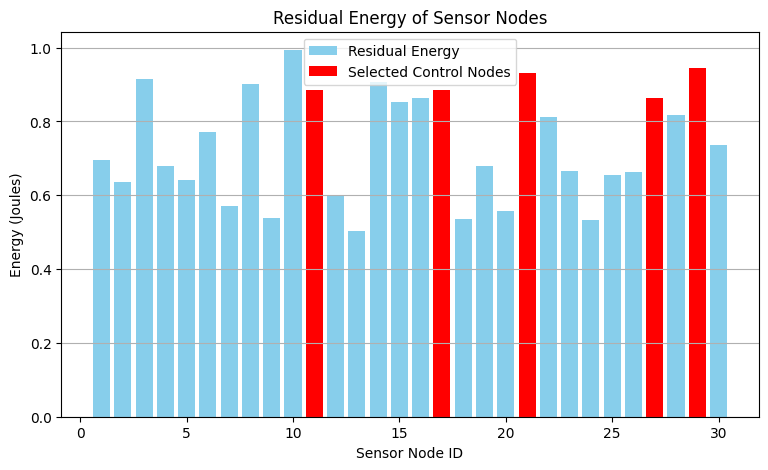 Residual Energy of Sensor Nodes
Residual Energy
Selected Control Nodes
1.0
0.8
0.6
0.4
0.2
0.0
Energy (Joules)
0 5 10 15 20 25 30
Sensor Node ID